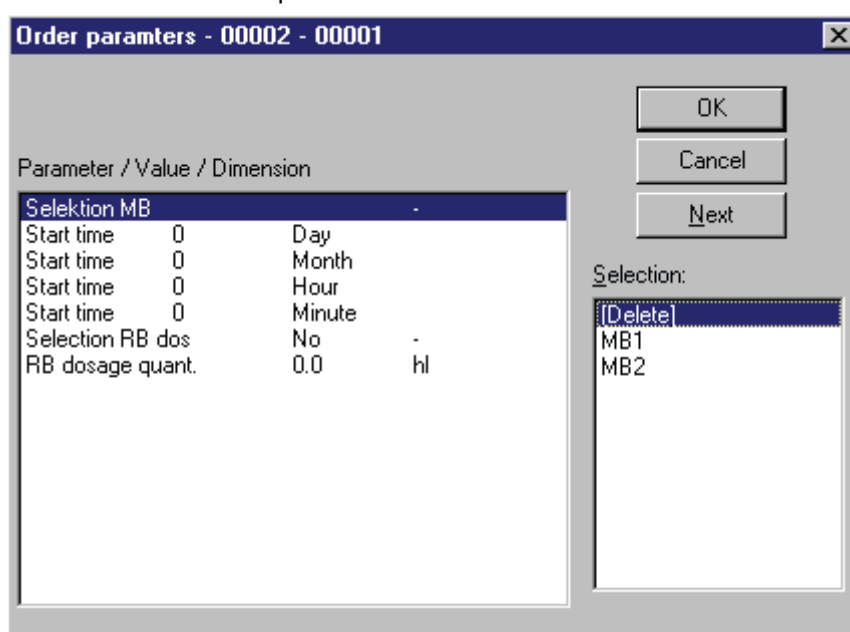 Order paramters - 00002 - 00001
OK
Cancel
Next
Parameter / Value / Dimension
Selektion MB -
Start time 0 Day
Start time 0 Month
Start time 0 Hour
Start time 0 Minute
Selection RB dos No -
RB dosage quant. 0.0 hl
Selection:
[Delete]
MB1
MB2